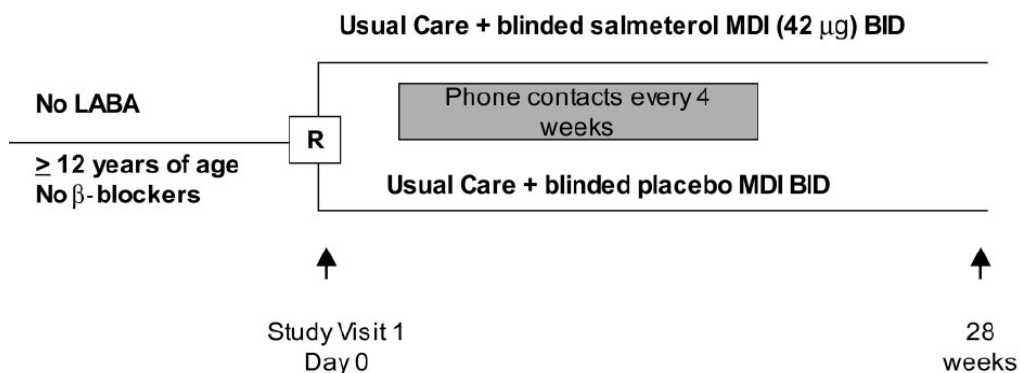 Usual Care + blinded salmeterol MDI (42 μg) BID
No LABA
Phone contacts every 4
weeks
R
≥ 12 years of age
No β-blockers
Usual Care + blinded placebo MDI BID
Study Visit 1
Day 0
28
weeks